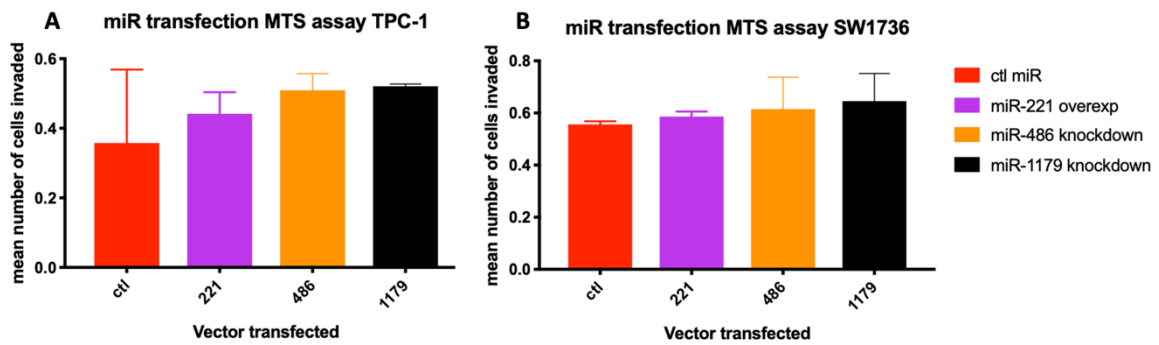 A
miR transfection MTS assay TPC-1
mean number of cells invaded
0.6
0.4
0.2
0.0
ctl
221
486
1179
Vector transfected
B
miR transfection MTS assay SW1736
mean number of cells invaded
0.8
0.6
0.4
0.2
0.0
ctl
221
486
1179
Vector transfected
ctl miR
miR-221 overexp
miR-486 knockdown
miR-1179 knockdown